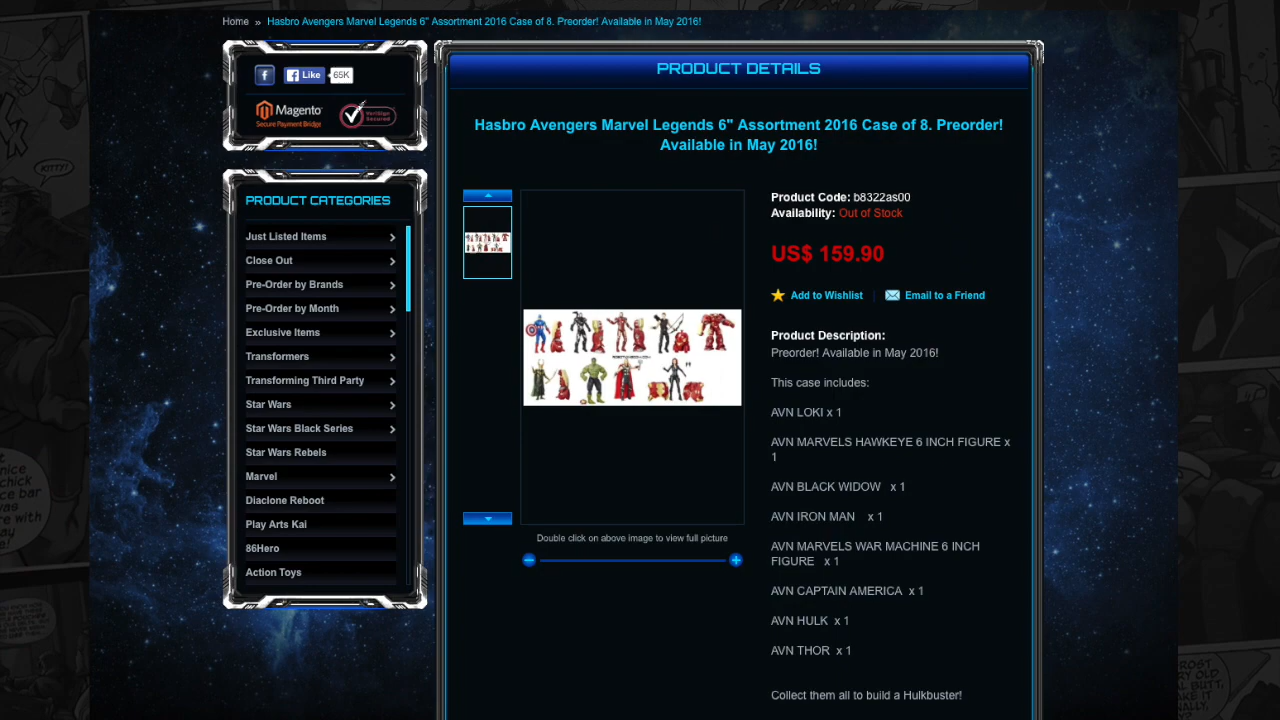 Home » Hasbro Avengers Marvel Legends 6" Assortment 2016 Case of 8. Preorder! Available in May 2016!
f Like 65K
Magento
Secure Payment Bridge
VeriSign
Secured
PRODUCT CATEGORIES
Just Listed Items
Close Out
Pre-Order by Brands
Pre-Order by Month
Exclusive Items
Transformers
Transforming Third Party
Star Wars
Star Wars Black Series
Star Wars Rebels
Marvel
Diaclone Reboot
Play Arts Kai
86Hero
Action Toys
PRODUCT DETAILS
Hasbro Avengers Marvel Legends 6" Assortment 2016 Case of 8. Preorder!
Available in May 2016!
Double click on above image to view full picture
Product Code: b8322as00
Availability: Out of Stock
US$ 159.90
Add to Wishlist | Email to a Friend
Product Description:
Preorder! Available in May 2016!
This case includes:
AVN LOKI x 1
AVN MARVELS HAWKEYE 6 INCH FIGURE x
1
AVN BLACK WIDOW x 1
AVN IRON MAN x 1
AVN MARVELS WAR MACHINE 6 INCH
FIGURE x 1
AVN CAPTAIN AMERICA x 1
AVN HULK x 1
AVN THOR x 1
Collect them all to build a Hulkbuster!
KITTY!